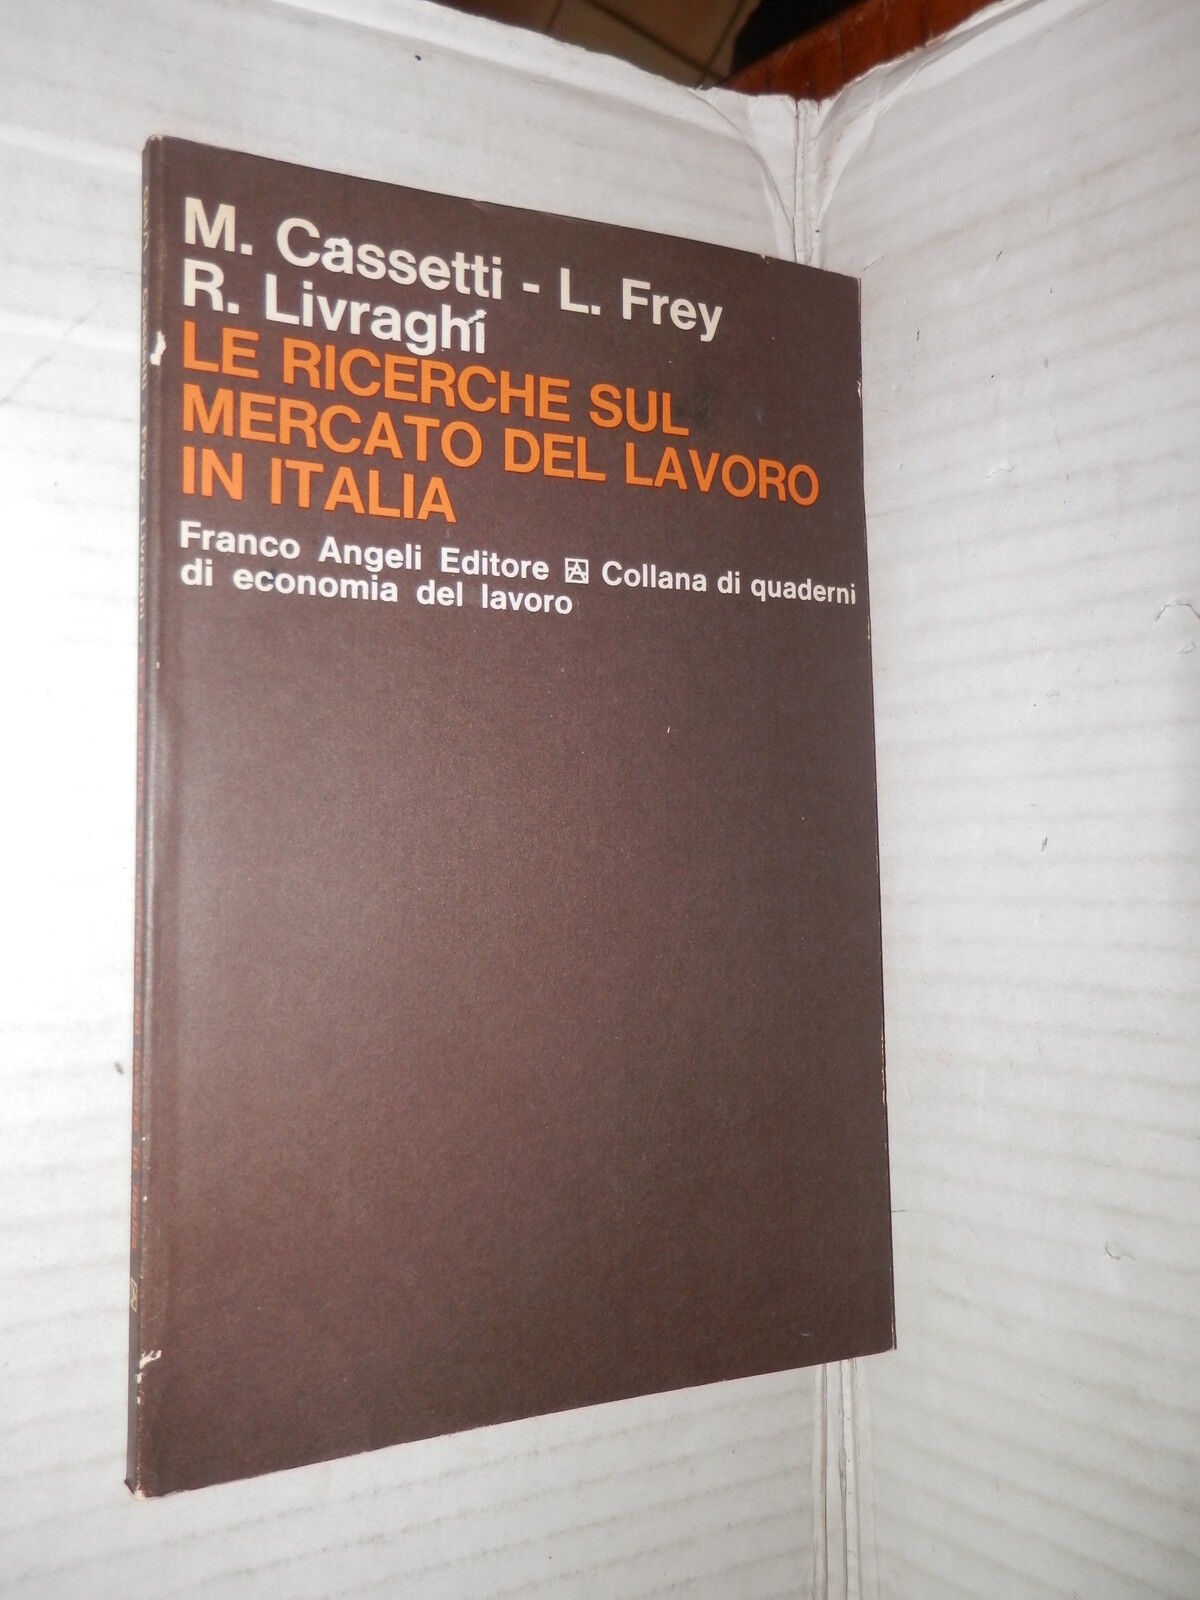 M. Cassetti - L. Frey
R. Livraghi
LE RICERCHE SUL
MERCATO DEL LAVORO
IN ITALIA
Franco Angeli Editore Collana di quaderni
di economia del lavoro